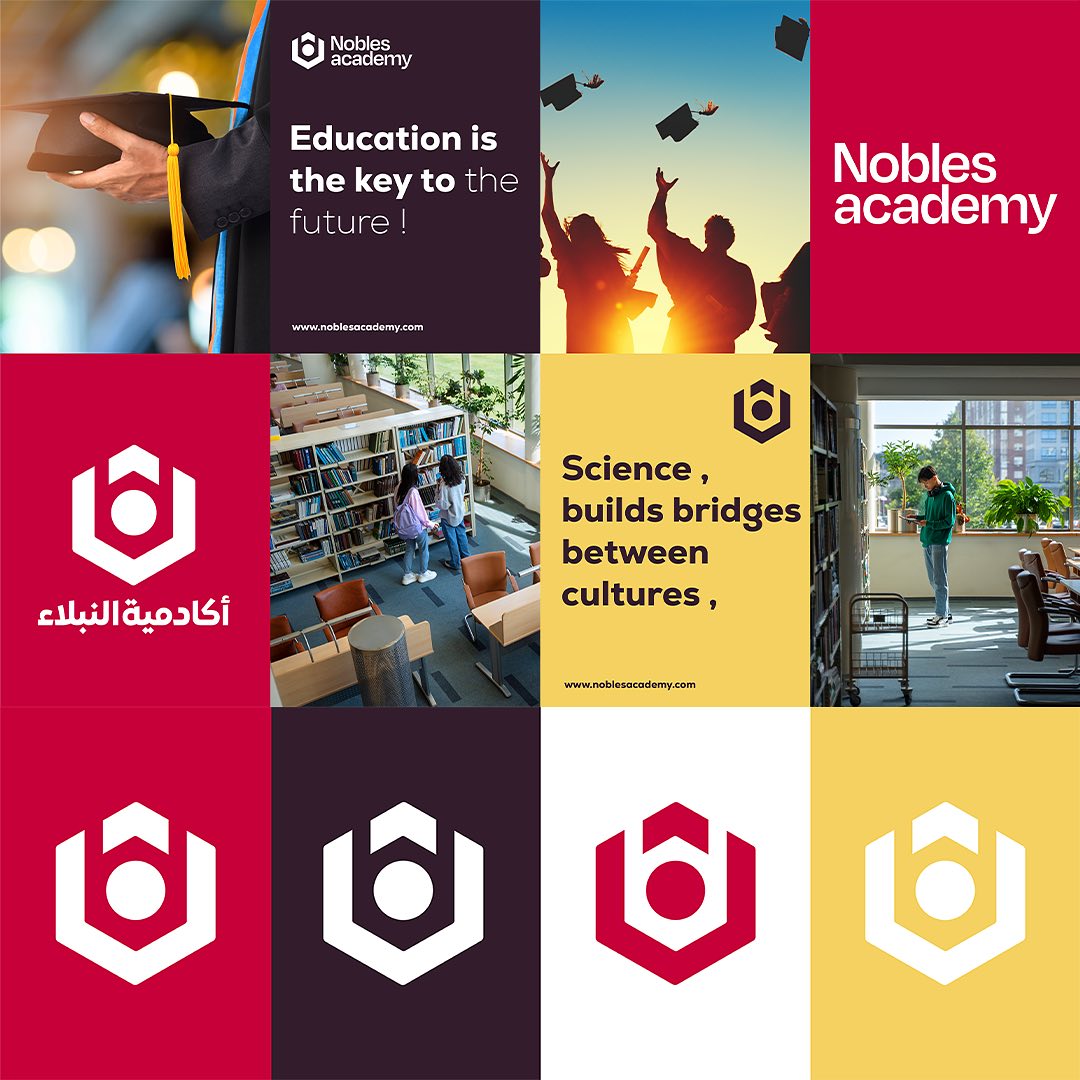 Nobles
academy
Education is
the key to the
future !
www.noblesacademy.com
Nobles
academy
أكادمية النبلاء
Science ,
builds bridges
between
cultures ,
www.noblesacademy.com